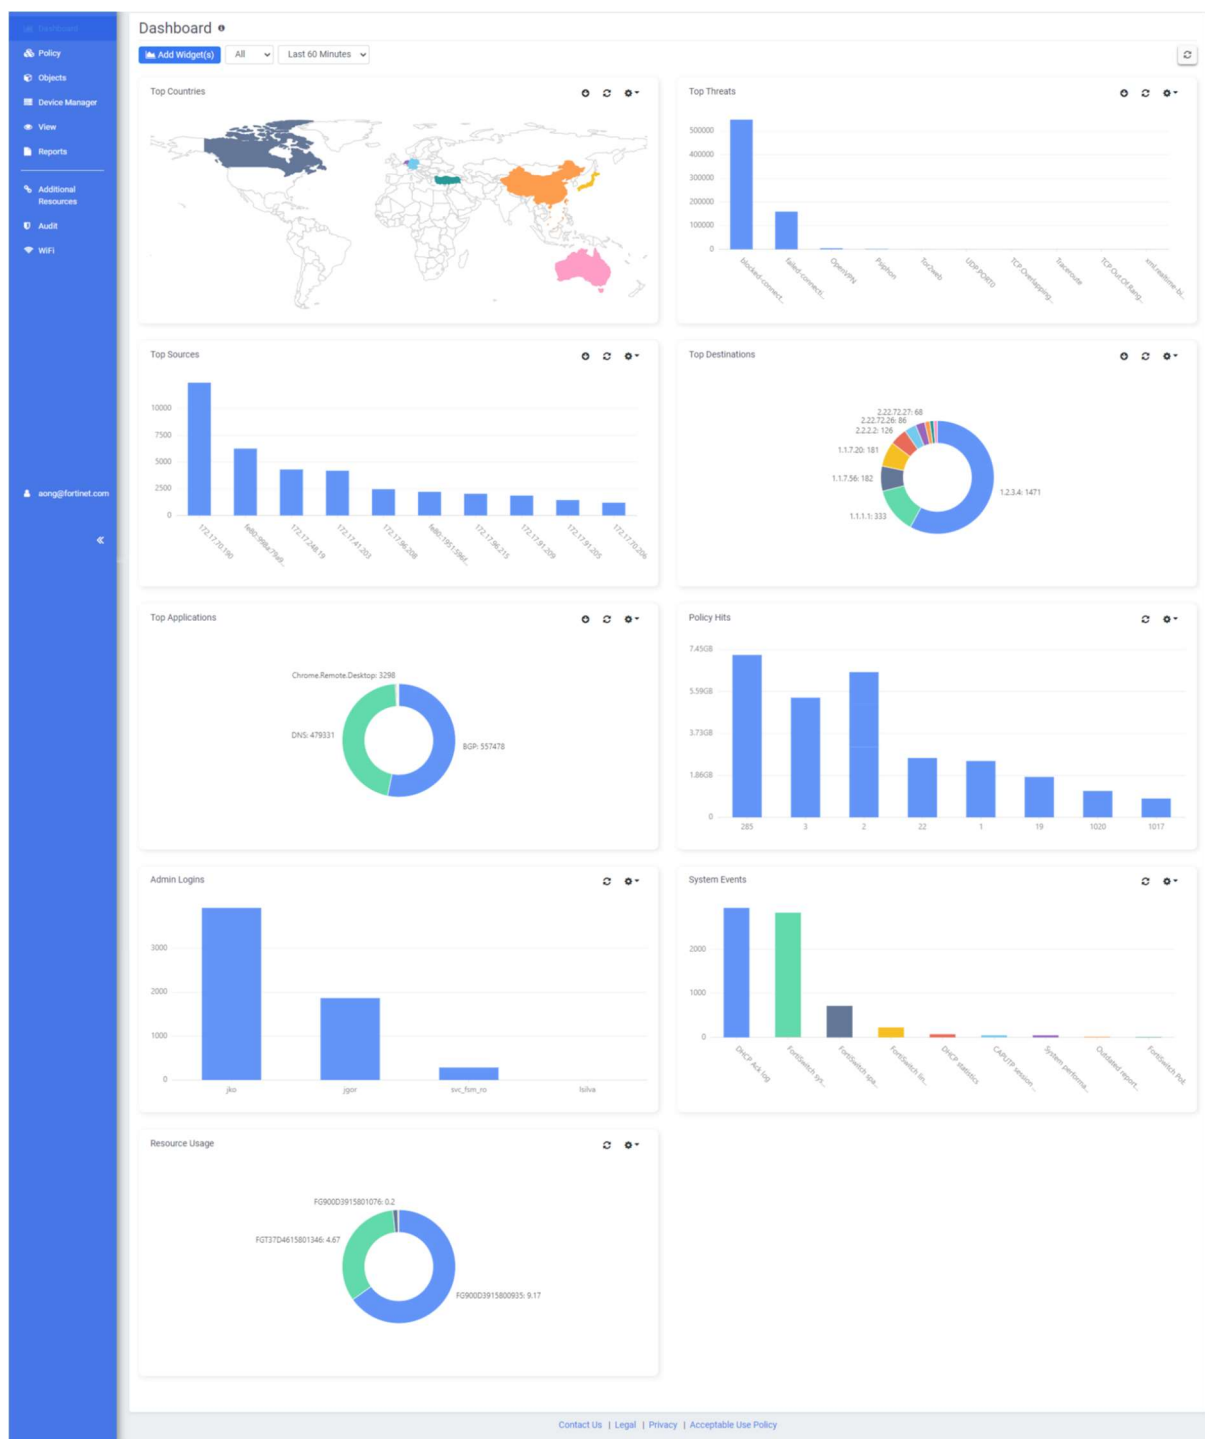 Dashboard
Policy
Objects
Device Manager
View
Reports
Additional
Resources
Audit
WiFi
aong@fortinet.com
Dashboard
Add Widget(s)
All
Last 60 Minutes
Top Countries
Top Threats
500000
400000
300000
200000
100000
0
blocked-connect...
failed-connecti...
OpenVPN
Psiphon
Tor2web
UDP.PORT0
TCP.Overlapping...
Traceroute
TCP.Out.Of.Rang...
xml.realtime-bi...
Top Sources
10000
7500
5000
2500
0
172.17.70.190
fe80::998a:79a9...
172.17.248.19
172.17.41.203
172.17.96.208
fe80::1951:596f...
172.17.96.215
172.17.91.209
172.17.91.205
172.17.70.206
Top Destinations
2.22.72.27: 68
2.22.72.26: 86
2.2.2.2: 126
1.1.7.20: 181
1.1.7.56: 182
1.1.1.1: 333
1.2.3.4: 1471
Top Applications
Chrome.Remote.Desktop: 3298
DNS: 479331
BGP: 557478
Policy Hits
7.45GB
5.59GB
3.73GB
1.86GB
0
285
3
2
22
1
19
1020
1017
Admin Logins
3000
2000
1000
0
jko
jgor
svc_fsm_ro
lsilva
System Events
2000
1000
0
DHCP Ack log
FortiSwitch sys...
FortiSwitch spa...
FortiSwitch lin...
DHCP statistics
CAPUTP session ...
System performa...
Outdated report...
FortiSwitch PoE
Resource Usage
FG900D3915801076: 0.2
FGT37D4615801346: 4.67
FG900D3915800935: 9.17
Contact Us | Legal | Privacy | Acceptable Use Policy